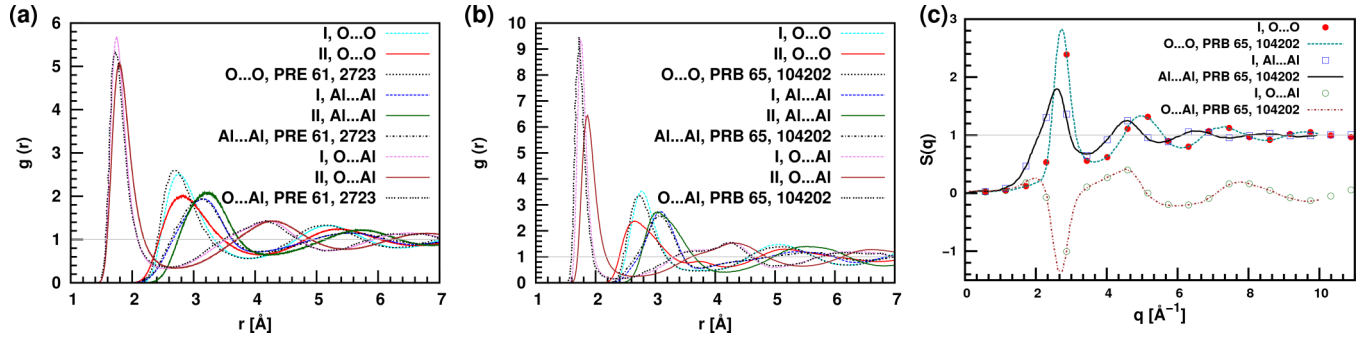 (a)
6
5
4
3
2
1
0
g (r)
I, O...O
II, O...O
O...O, PRE 61, 2723
I, Al...Al
II, Al...Al
Al...Al, PRE 61, 2723
I, O...Al
II, O...Al
O...Al, PRE 61, 2723
1 2 3 4 5 6 7
r [Å]
(b)
10
9
8
7
6
5
4
3
2
1
0
g (r)
I, O...O
II, O...O
O...O, PRB 65, 104202
I, Al...Al
II, Al...Al
Al...Al, PRB 65, 104202
I, O...Al
II, O...Al
O...Al, PRB 65, 104202
1 2 3 4 5 6 7
r [Å]
(c)
3
2
1
0
−1
S(q)
I, O...O
O...O, PRB 65, 104202
I, Al...Al
Al...Al, PRB 65, 104202
I, O...Al
O...Al, PRB 65, 104202
0 2 4 6 8 10
q [Å⁻¹]